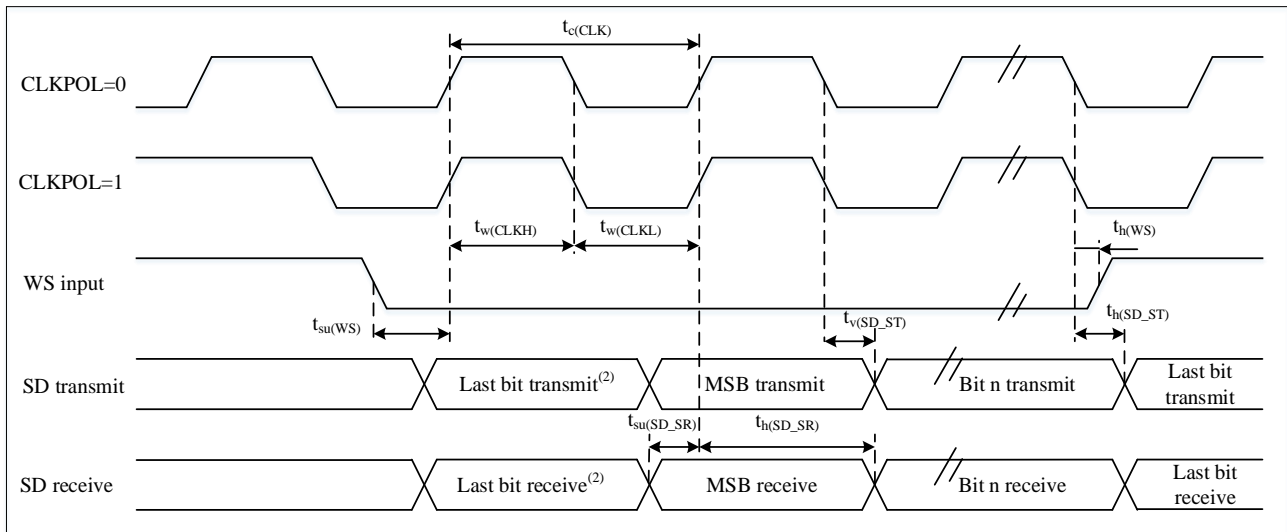 t_c(CLK)
CLKPOL=0
CLKPOL=1
t_w(CLKH)
t_w(CLKL)
t_h(WS)
WS input
t_su(WS)
t_v(SD_ST)
t_h(SD_ST)
SD transmit
Last bit transmit(2)
MSB transmit
Bit n transmit
Last bit
transmit
t_su(SD_SR)
t_h(SD_SR)
SD receive
Last bit receive(2)
MSB receive
Bit n receive
Last bit
receive